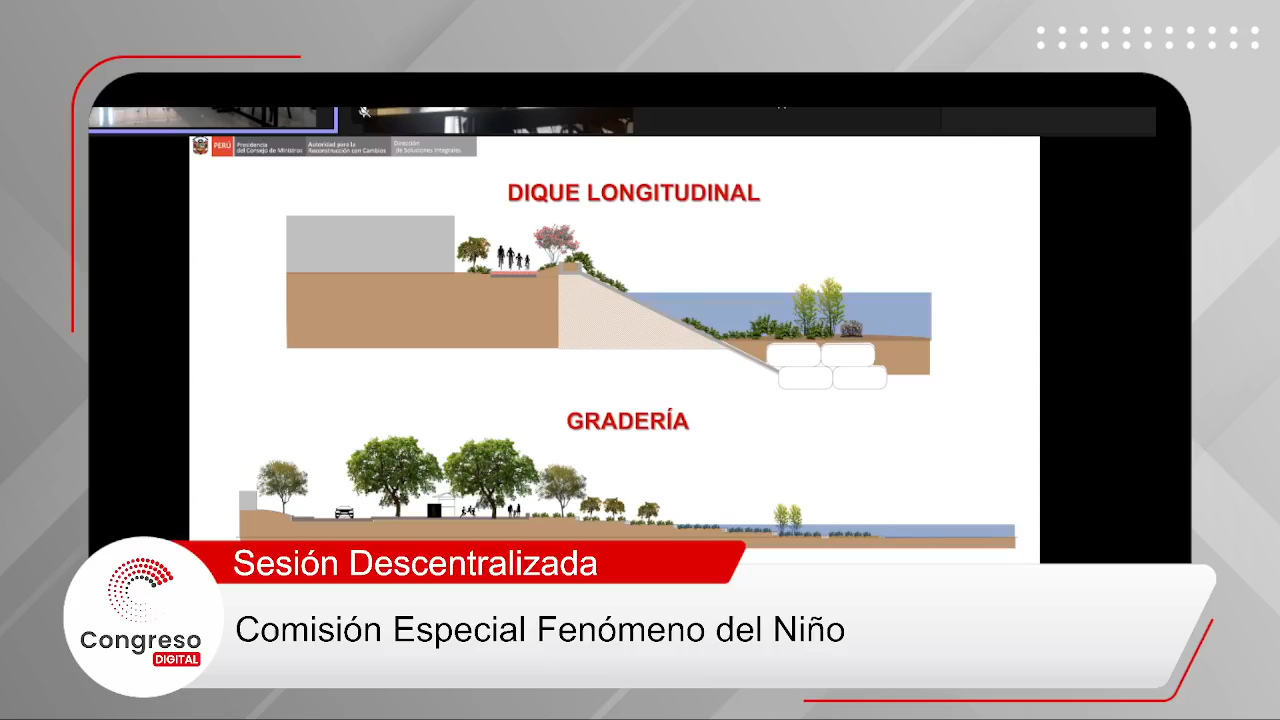 PERÚ
Presidencia
del Consejo de Ministros
Autoridad para la
Reconstrucción con Cambios
Dirección
de Soluciones Integrales
DIQUE LONGITUDINAL
GRADERÍA
Sesión Descentralizada
Comisión Especial Fenómeno del Niño
Congreso
DIGITAL